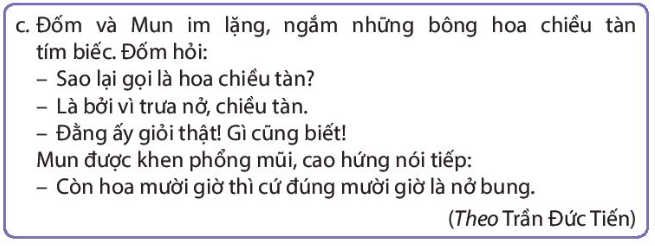 c. Đốm và Mun im lặng, ngắm những bông hoa chiều tàn
tím biếc. Đốm hỏi:
– Sao lại gọi là hoa chiều tàn?
– Là bởi vì trưa nở, chiều tàn.
– Đằng ấy giỏi thật! Gì cũng biết!
Mun được khen phổng mũi, cao hứng nói tiếp:
– Còn hoa mười giờ thì cứ đúng mười giờ là nở bung.
(Theo Trần Đức Tiến)